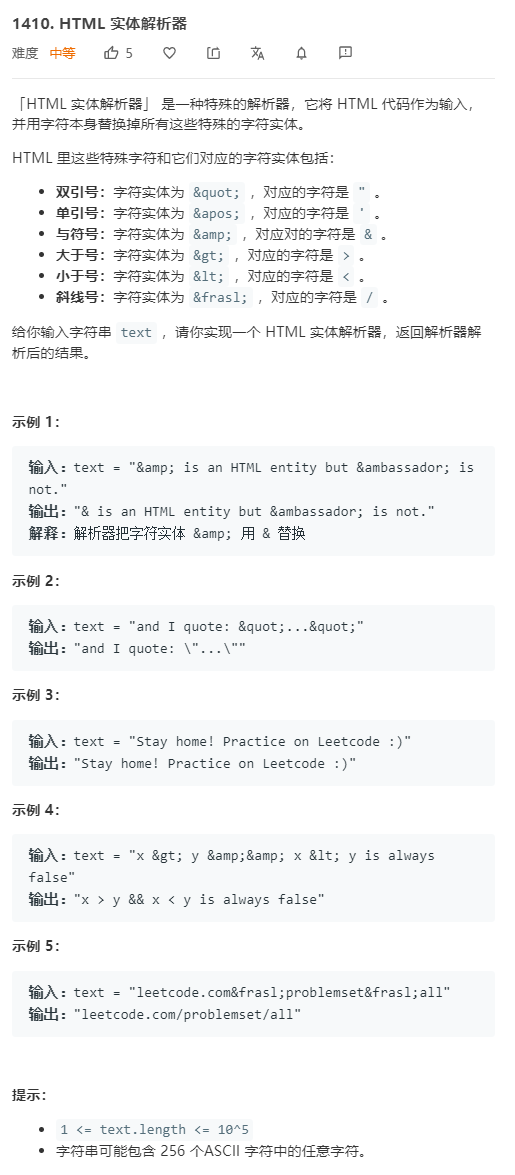 1410. HTML 实体解析器
难度 中等 5
「HTML 实体解析器」 是一种特殊的解析器，它将 HTML 代码作为输入，
并用字符本身替换掉所有这些特殊的字符实体。
HTML 里这些特殊字符和它们对应的字符实体包括：
• 双引号：字符实体为 &quot; ，对应的字符是 " 。
• 单引号：字符实体为 &apos; ，对应的字符是 ' 。
• 与符号：字符实体为 &amp; ，对应对的字符是 & 。
• 大于号：字符实体为 &gt; ，对应的字符是 > 。
• 小于号：字符实体为 &lt; ，对应的字符是 < 。
• 斜线号：字符实体为 &frasl; ，对应的字符是 / 。
给你输入字符串 text ，请你实现一个 HTML 实体解析器，返回解析器解
析后的结果。
示例 1：
输入：text = "&amp; is an HTML entity but &ambassador; is
not."
输出："& is an HTML entity but &ambassador; is not."
解释：解析器把字符实体 &amp; 用 & 替换
示例 2：
输入：text = "and I quote: &quot;...&quot;"
输出："and I quote: \"...\""
示例 3：
输入：text = "Stay home! Practice on Leetcode :)"
输出："Stay home! Practice on Leetcode :)"
示例 4：
输入：text = "x &gt; y &amp;&amp; x &lt; y is always
false"
输出："x > y && x < y is always false"
示例 5：
输入：text = "leetcode.com&frasl;problemset&frasl;all"
输出："leetcode.com/problemset/all"
提示：
• 1 <= text.length <= 10^5
• 字符串可能包含 256 个ASCII 字符中的任意字符。